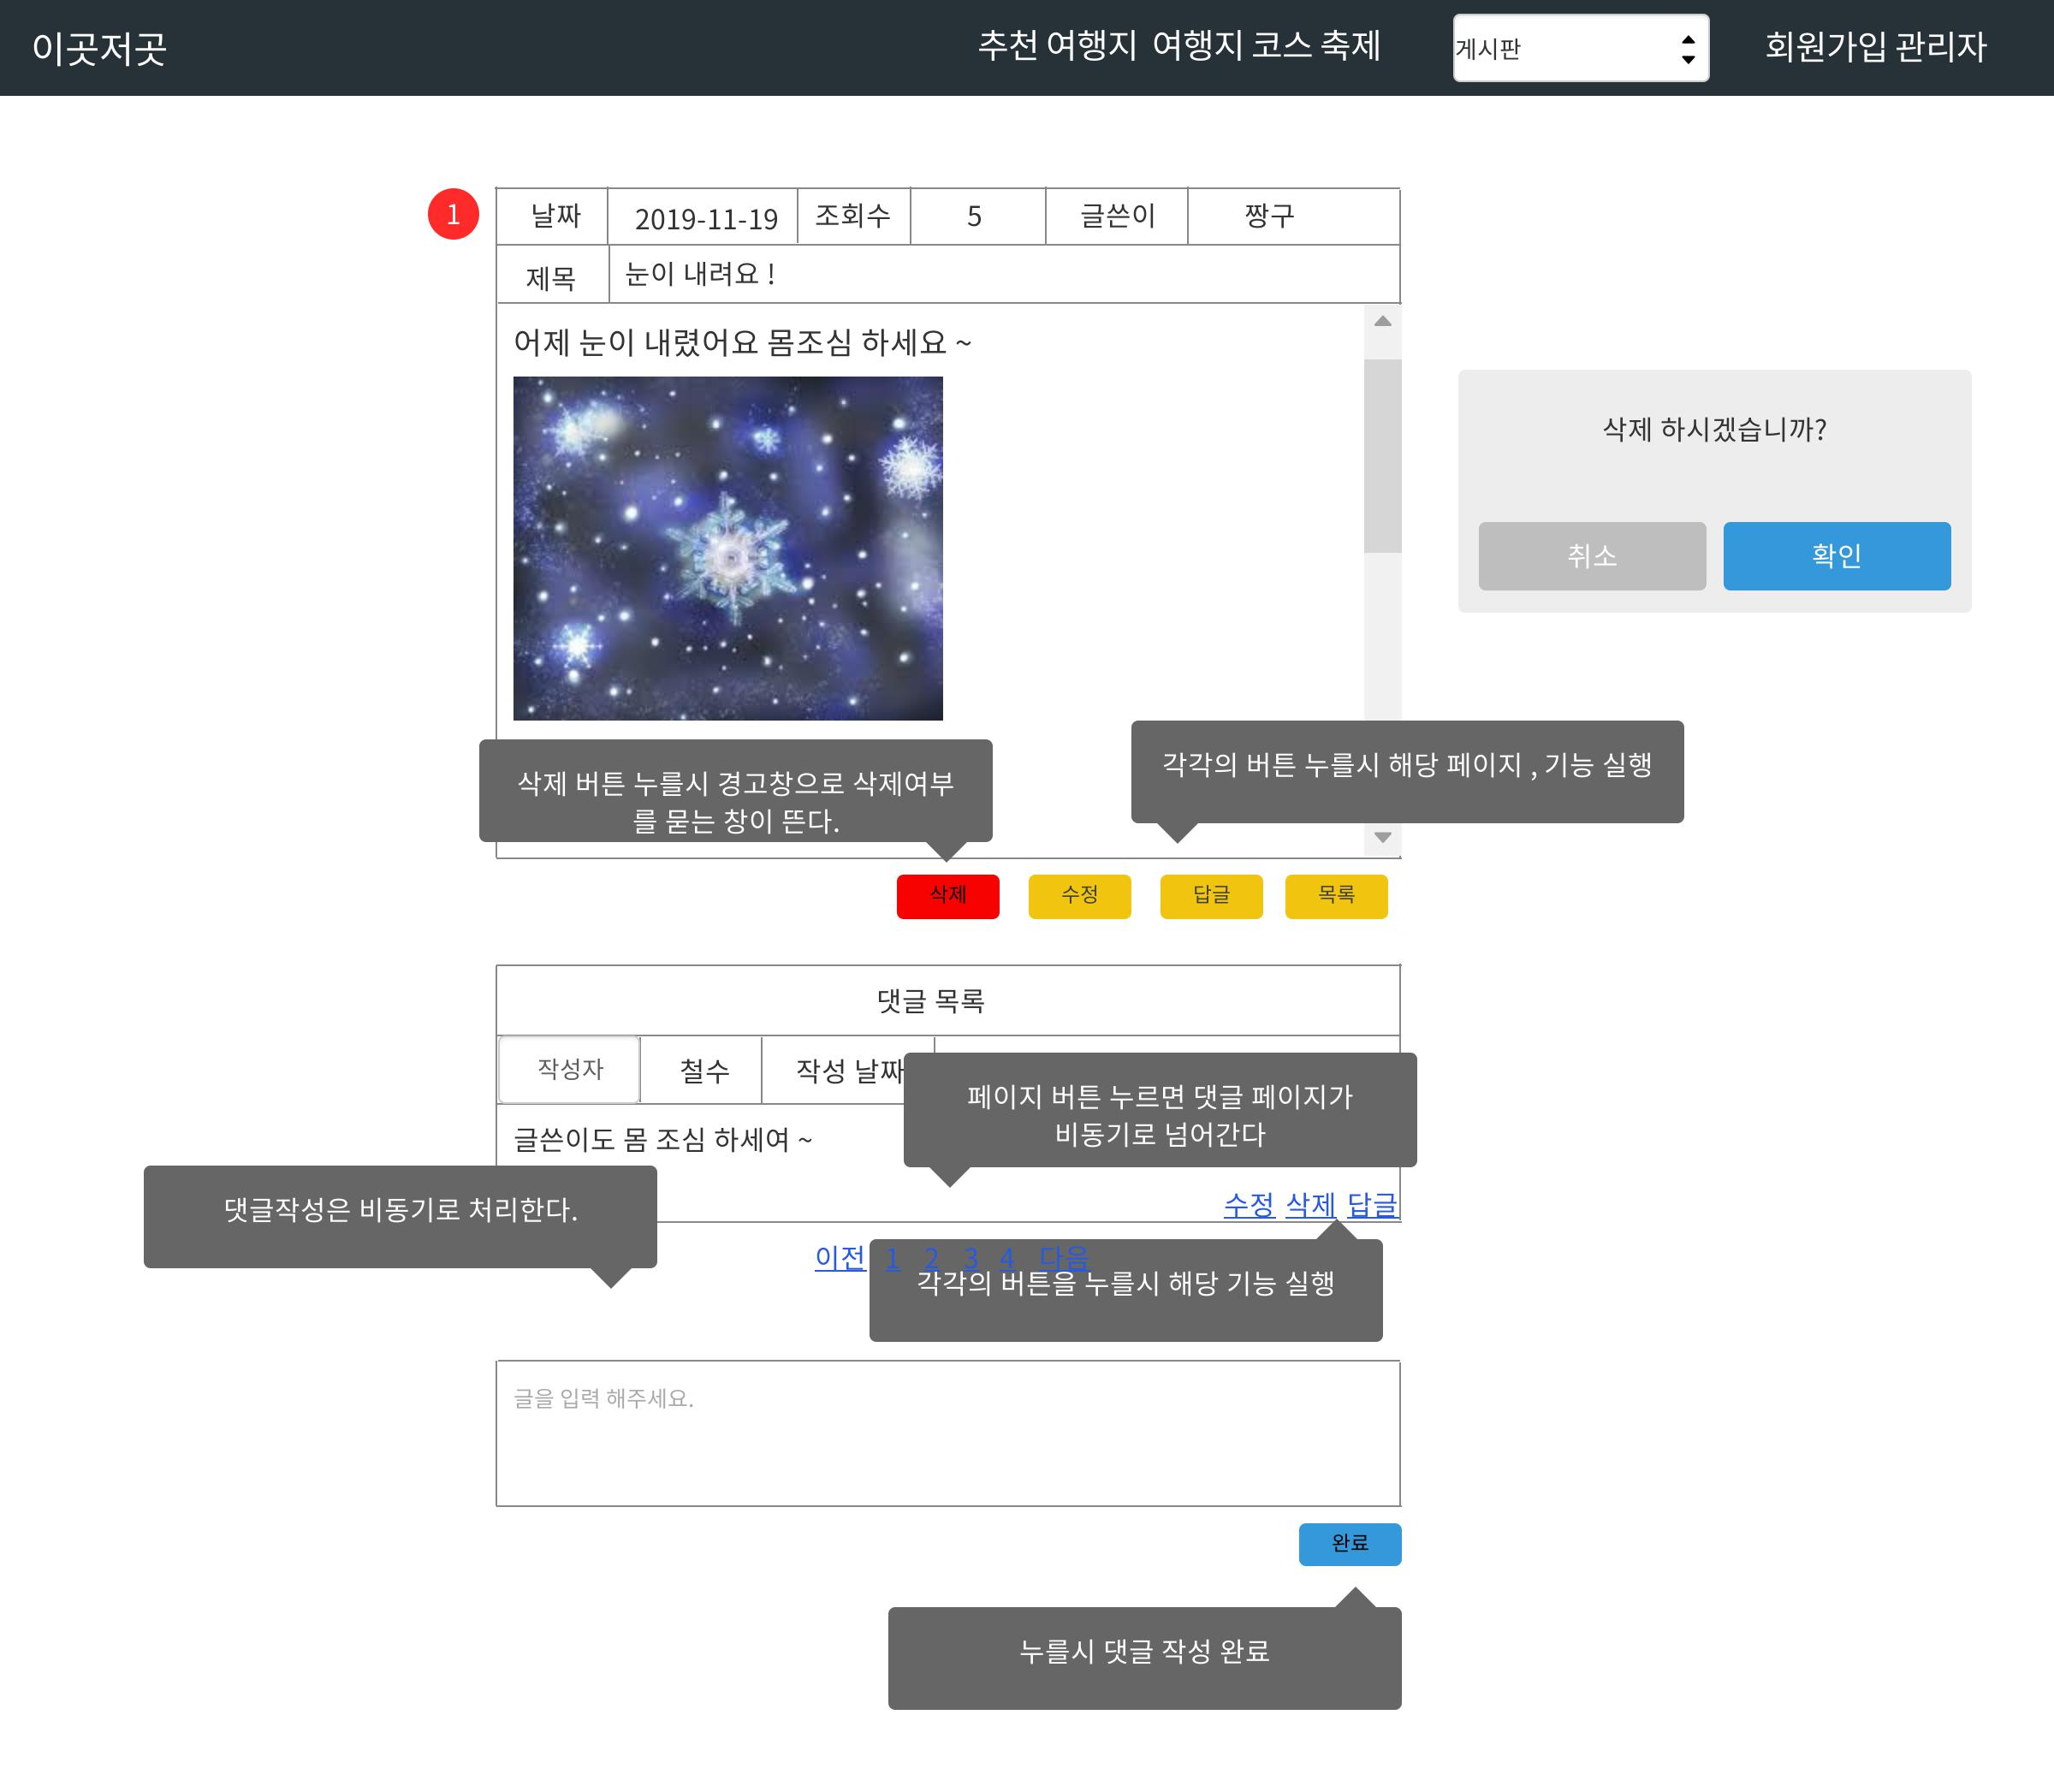 이곳저곳
추천 여행지 여행지 코스 축제
게시판
회원가입 관리자
1
날짜 2019-11-19 조회수 5 글쓴이 짱구
제목 눈이 내려요 !
어제 눈이 내렸어요 몸조심 하세요 ~
삭제 하시겠습니까?
취소 확인
각각의 버튼 누를시 해당 페이지 , 기능 실행
삭제 버튼 누를시 경고창으로 삭제여부
를 묻는 창이 뜬다.
삭제 수정 답글 목록
댓글 목록
작성자 철수 작성 날짜
페이지 버튼 누르면 댓글 페이지가
비동기로 넘어간다
글쓴이도 몸 조심 하세여 ~
댓글작성은 비동기로 처리한다.
수정 삭제 답글
이전 1 2 3 4 다음
각각의 버튼을 누를시 해당 기능 실행
글을 입력 해주세요.
완료
누를시 댓글 작성 완료